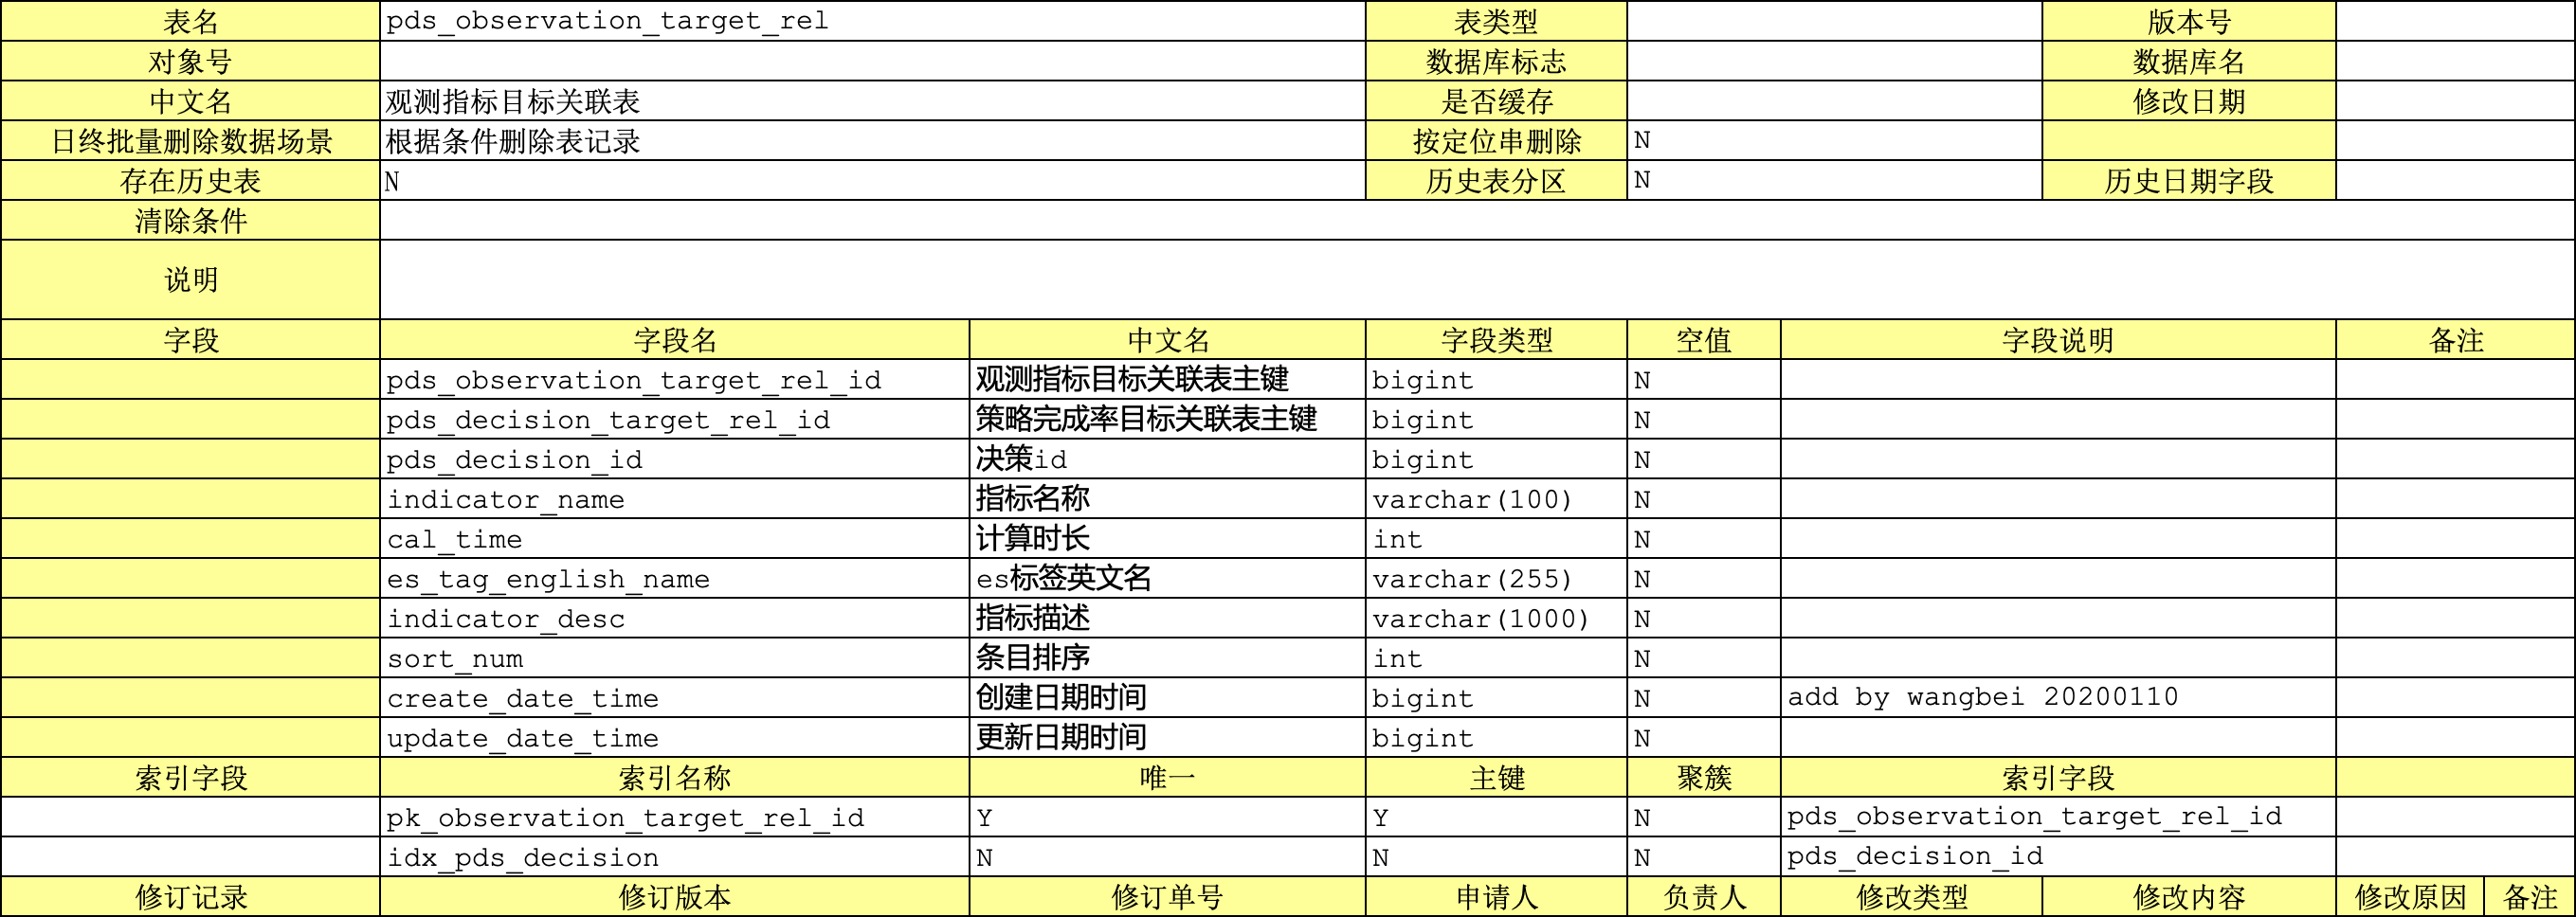 表名 pds_observation_target_rel 表类型 版本号
对象号 数据库标志 数据库名
中文名 观测指标目标关联表 是否缓存 修改日期
日终批量删除数据场景 根据条件删除表记录 按定位串删除 N
存在历史表 N 历史表分区 N 历史日期字段
清除条件
说明
字段 字段名 中文名 字段类型 空值 字段说明 备注
pds_observation_target_rel_id 观测指标目标关联表主键 bigint N
pds_decision_target_rel_id 策略完成率目标关联表主键 bigint N
pds_decision_id 决策id bigint N
indicator_name 指标名称 varchar(100) N
cal_time 计算时长 int N
es_tag_english_name es标签英文名 varchar(255) N
indicator_desc 指标描述 varchar(1000) N
sort_num 条目排序 int N
create_date_time 创建日期时间 bigint N add by wangbei 20200110
update_date_time 更新日期时间 bigint N
索引字段 索引名称 唯一 主键 聚簇 索引字段
pk_observation_target_rel_id Y Y N pds_observation_target_rel_id
idx_pds_decision N N N pds_decision_id
修订记录 修订版本 修订单号 申请人 负责人 修改类型 修改内容 修改原因 备注